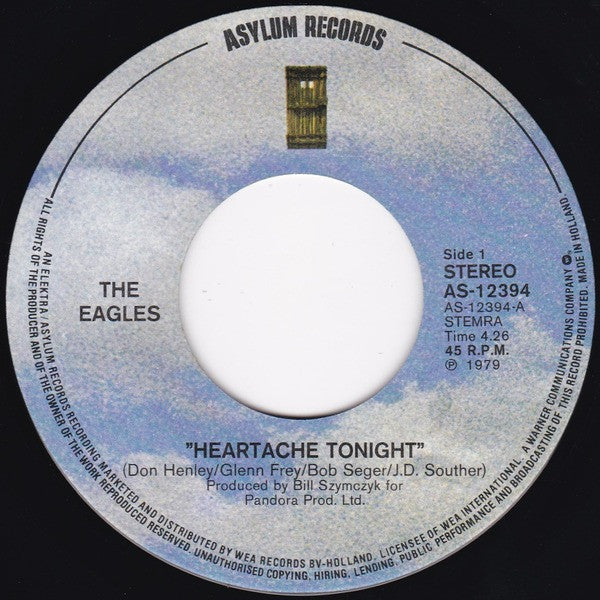 ASYLUM RECORDS
THE
EAGLES
Side 1
STEREO
AS-12394
AS-12394-A
STEMRA
Time 4.26
45 R.P.M.
℗ 1979
"HEARTACHE TONIGHT"
(Don Henley/Glenn Frey/Bob Seger/J.D. Souther)
Produced by Bill Szymczyk for
Pandora Prod. Ltd.
AN ELEKTRA/ASYLUM RECORDS RECORDING MARKETED AND DISTRIBUTED BY WEA RECORDS BV-HOLLAND. LICENSEE OF WEA INTERNATIONAL. A WARNER COMMUNICATIONS COMPANY
ALL RIGHTS OF THE PRODUCER AND OF THE OWNER OF THE WORK REPRODUCED RESERVED. UNAUTHORISED COPYING, HIRING, LENDING, PUBLIC PERFORMANCE AND BROADCASTING OF THIS RECORD PROHIBITED. MADE IN HOLLAND.